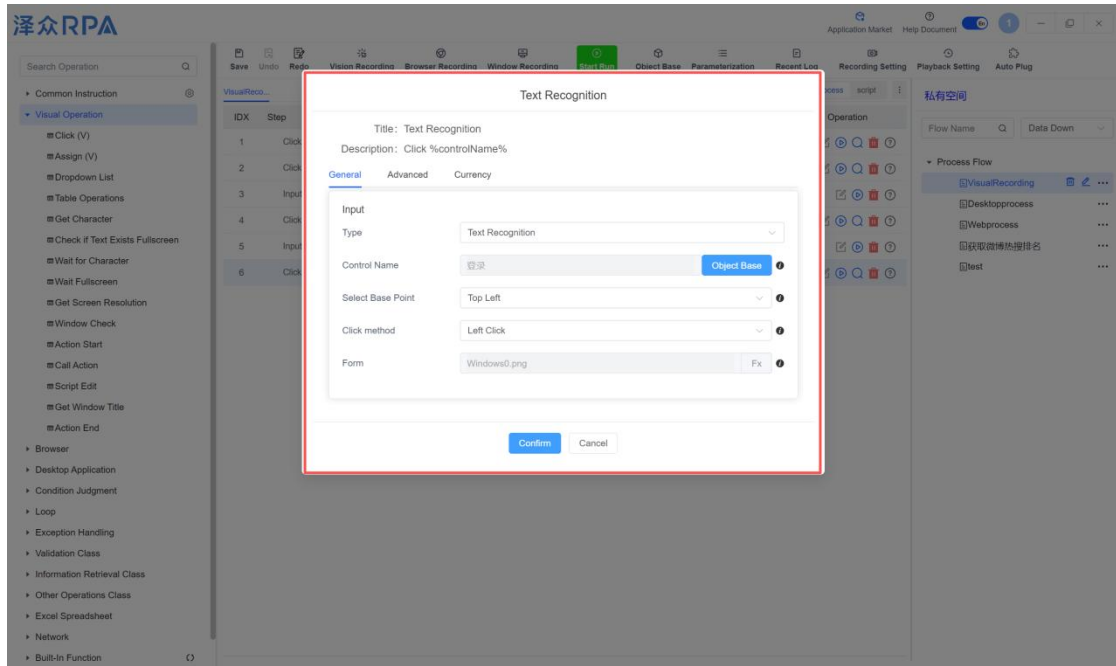 泽众RPA
Application Market
Help Document
En
1
Search Operation
Save
Undo
Redo
Vision Recording
Browser Recording
Window Recording
Start Run
Object Base
Parameterization
Recent Log
Recording Setting
Playback Setting
Auto Plug
Common Instruction
Visual Operation
Click (V)
Assign (V)
Dropdown List
Table Operations
Get Character
Check if Text Exists Fullscreen
Wait for Character
Wait Fullscreen
Get Screen Resolution
Window Check
Action Start
Call Action
Script Edit
Get Window Title
Action End
Browser
Desktop Application
Condition Judgment
Loop
Exception Handling
Validation Class
Information Retrieval Class
Other Operations Class
Excel Spreadsheet
Network
Built-In Function
VisualReco...
script
IDX Step Operation
1 Click
2 Click
3 Input
4 Click
5 Input
6 Click
Text Recognition
Title: Text Recognition
Description: Click %controlName%
General Advanced Currency
Input
Type Text Recognition
Control Name 登录 Object Base
Select Base Point Top Left
Click method Left Click
Form Windows0.png Fx
Confirm Cancel
私有空间
Flow Name
Data Down
Process Flow
VisualRecording
Desktopprocess
Webprocess
获取微博热搜排名
test